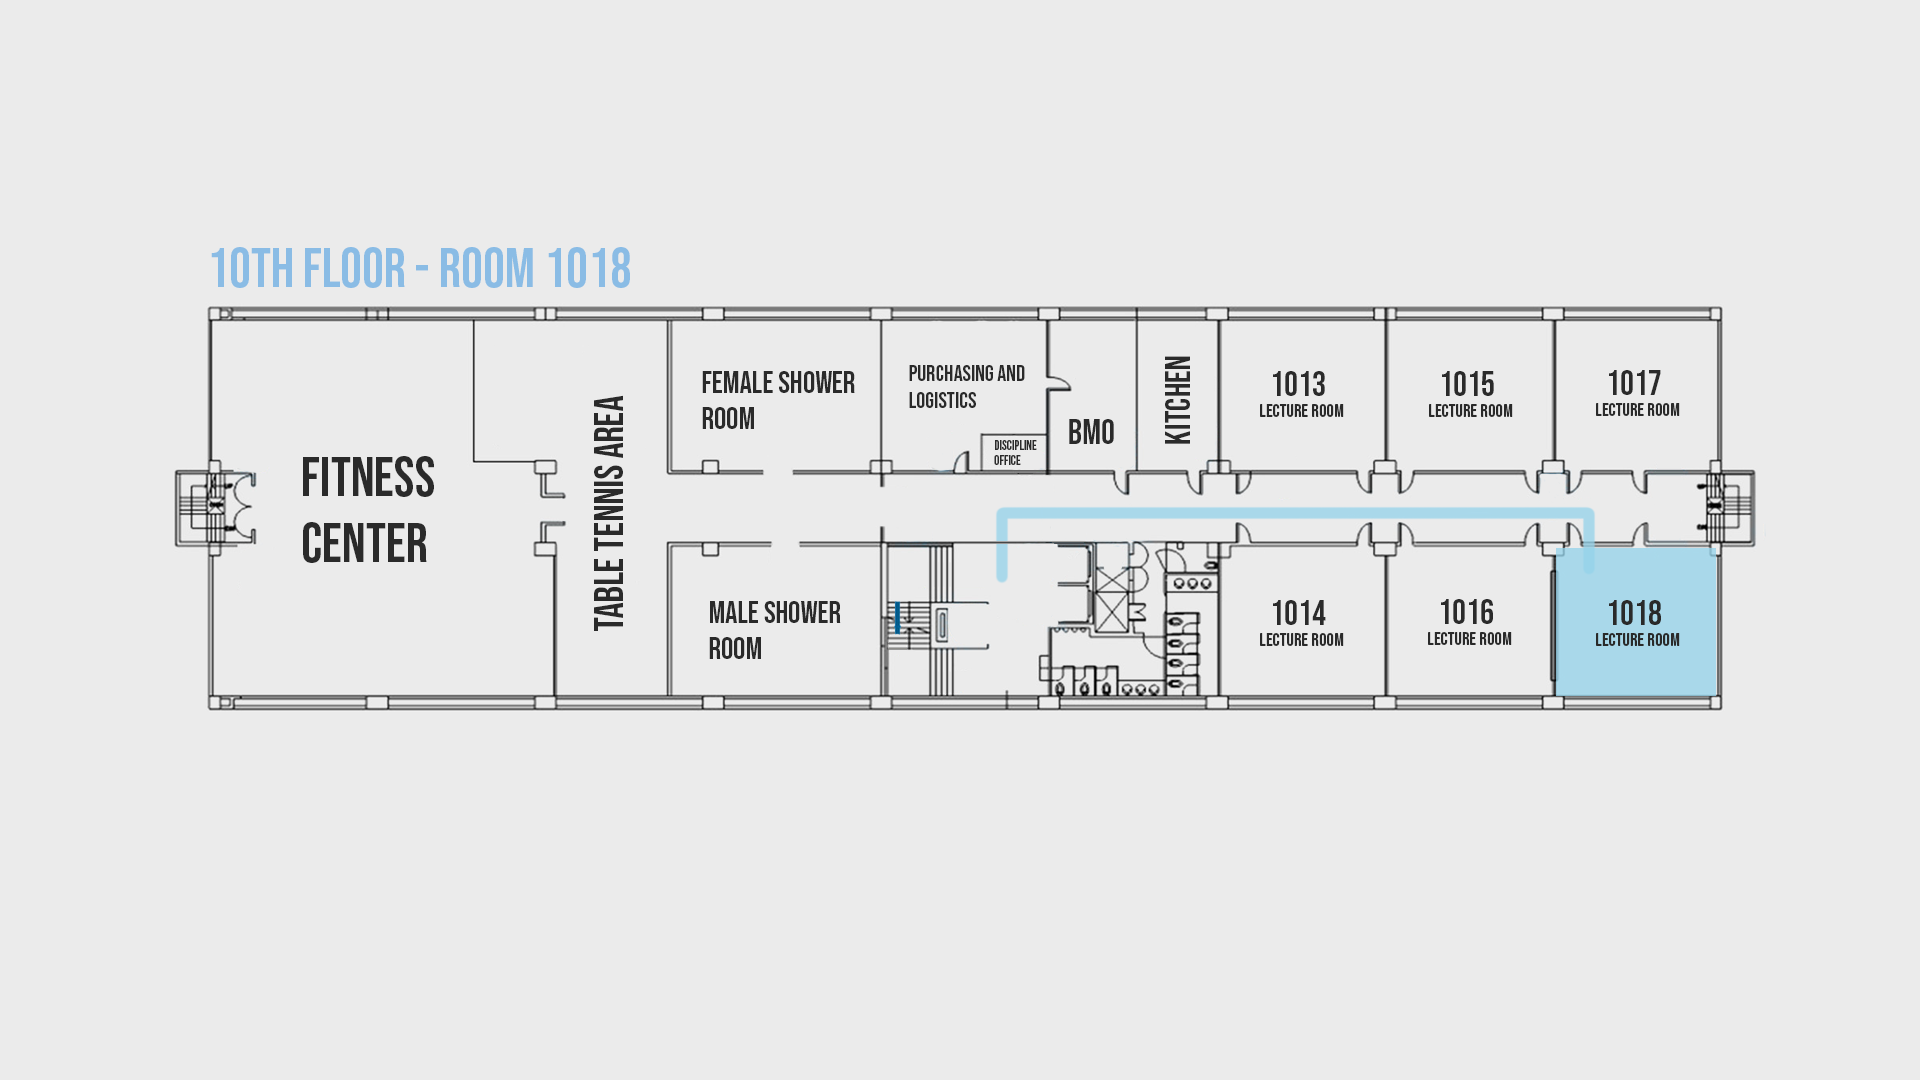 10TH FLOOR - ROOM 1018
FITNESS
CENTER
TABLE TENNIS AREA
FEMALE SHOWER
ROOM
PURCHASING AND
LOGISTICS
DISCIPLINE
OFFICE
BMO
KITCHEN
1013
LECTURE ROOM
1015
LECTURE ROOM
1017
LECTURE ROOM
MALE SHOWER
ROOM
1014
LECTURE ROOM
1016
LECTURE ROOM
1018
LECTURE ROOM